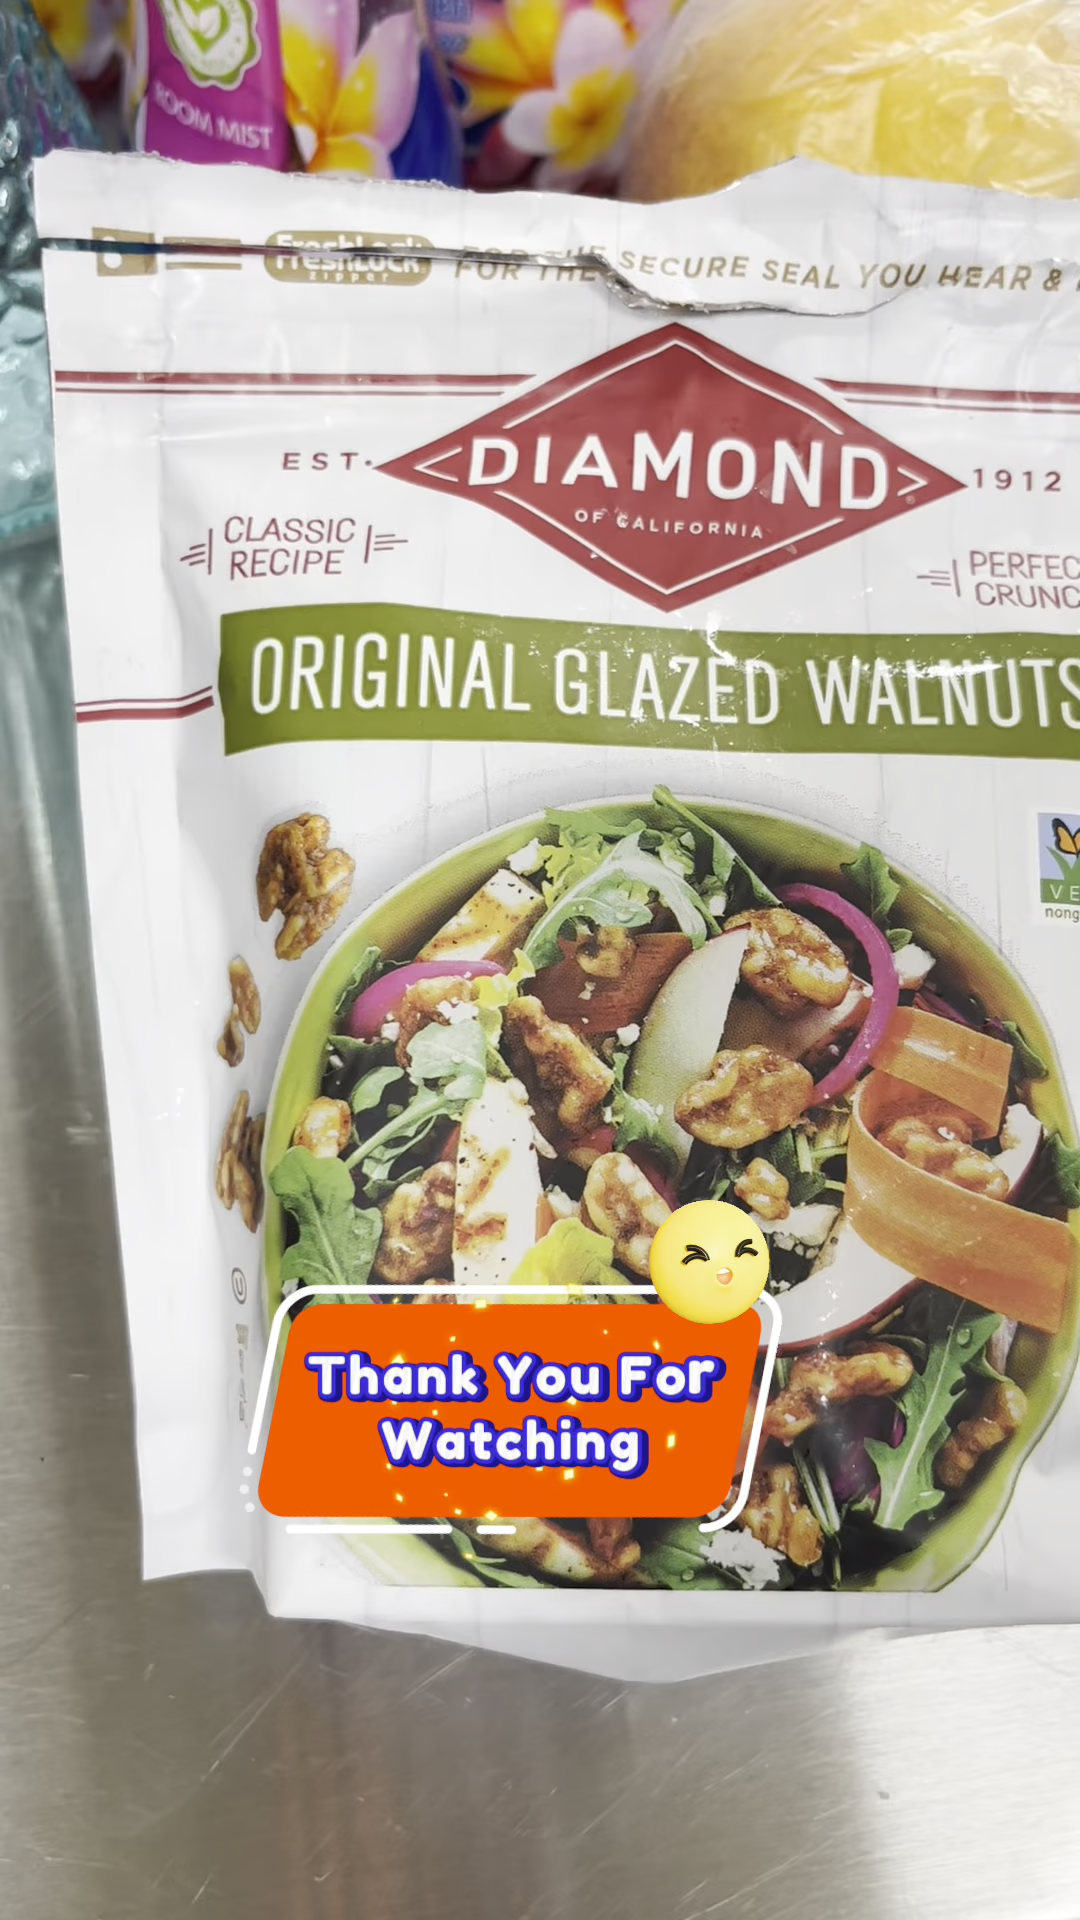 ROOM MIST
FreshLock
zipper
FOR THE SECURE SEAL YOU HEAR &
EST. 1912
DIAMOND
OF CALIFORNIA
CLASSIC
RECIPE
PERFEC
CRUNC
ORIGINAL GLAZED WALNUTS
VE
nong
U
Thank You For
Watching